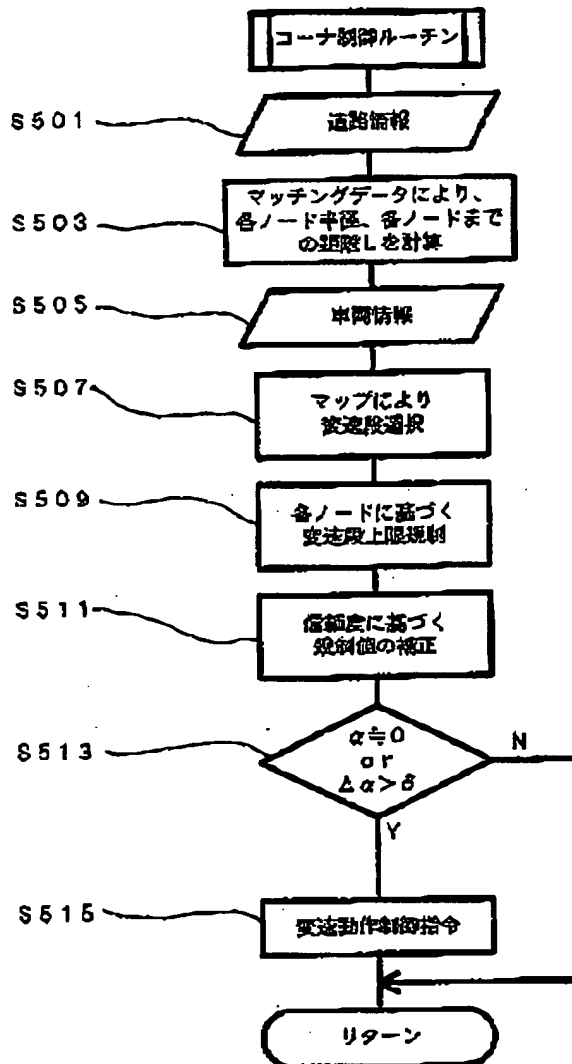 コーナ制御ルーチン
S501
道路情報
S503
マッチングデータにより、
各ノード半径、各ノードまで
の距離Lを計算
S505
車両情報
S507
マップにより
変速段選択
S509
各ノードに基づく
変速段上限規制
S511
信頼度に基づく
規制値の補正
S513
α≒0
or
Δα>δ
N
Y
S515
変速動作制御指令
リターン